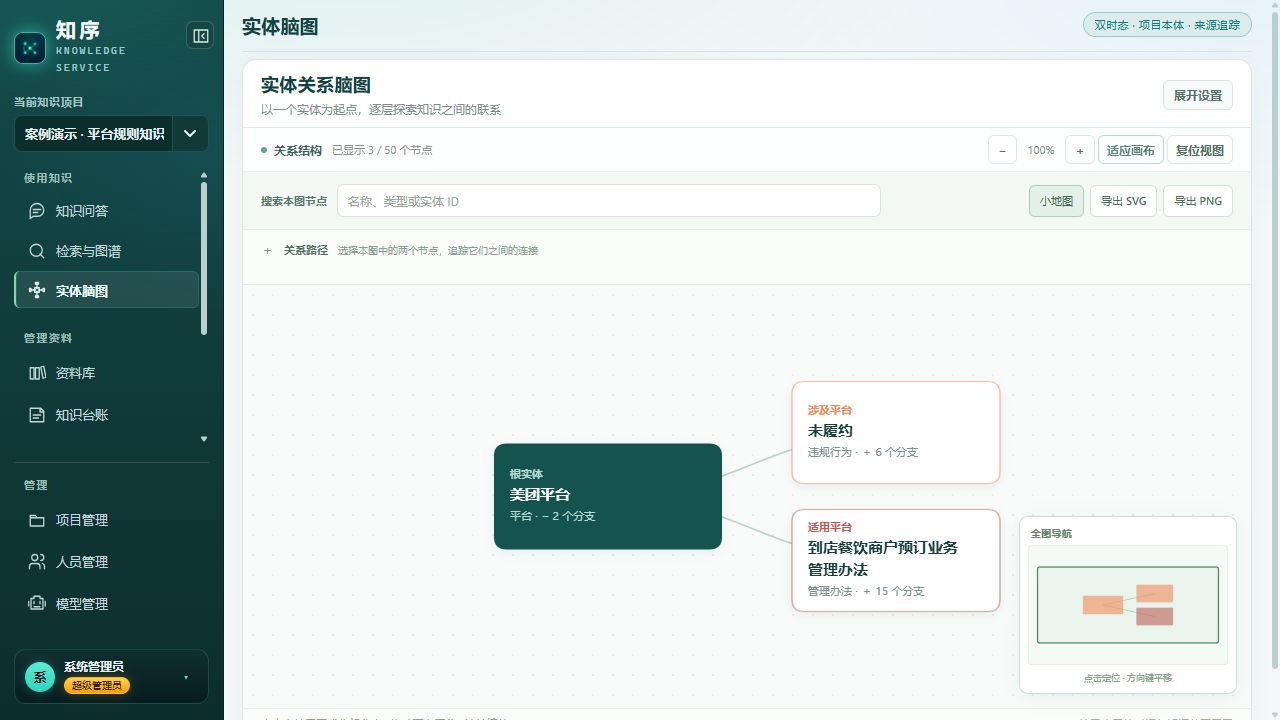 知序
KNOWLEDGE
SERVICE
当前知识项目
案例演示 · 平台规则知识
使用知识
知识问答
检索与图谱
实体脑图
管理资料
资料库
知识台账
管理
项目管理
人员管理
模型管理
系
系统管理员
超级管理员
实体脑图
双时态 · 项目本体 · 来源追踪
实体关系脑图
以一个实体为起点，逐层探索知识之间的联系
展开设置
关系结构 已显示 3 / 50 个节点
− 100% + 适应画布 复位视图
搜索本图节点 名称、类型或实体 ID
小地图 导出 SVG 导出 PNG
+ 关系路径 选择本图中的两个节点，追踪它们之间的连接
根实体
美团平台
平台 · − 2 个分支
涉及平台
未履约
违规行为 · + 6 个分支
适用平台
到店餐饮商户预订业务
管理办法
管理办法 · + 15 个分支
全图导航
点击定位 · 方向键平移